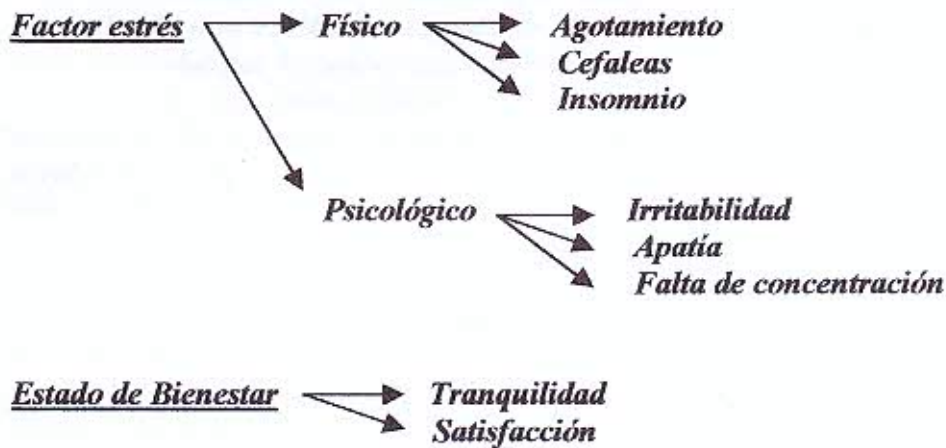 Factor estrés Físico Agotamiento
Cefaleas
Insomnio
Psicológico Irritabilidad
Apatía
Falta de concentración
Estado de Bienestar Tranquilidad
Satisfacción